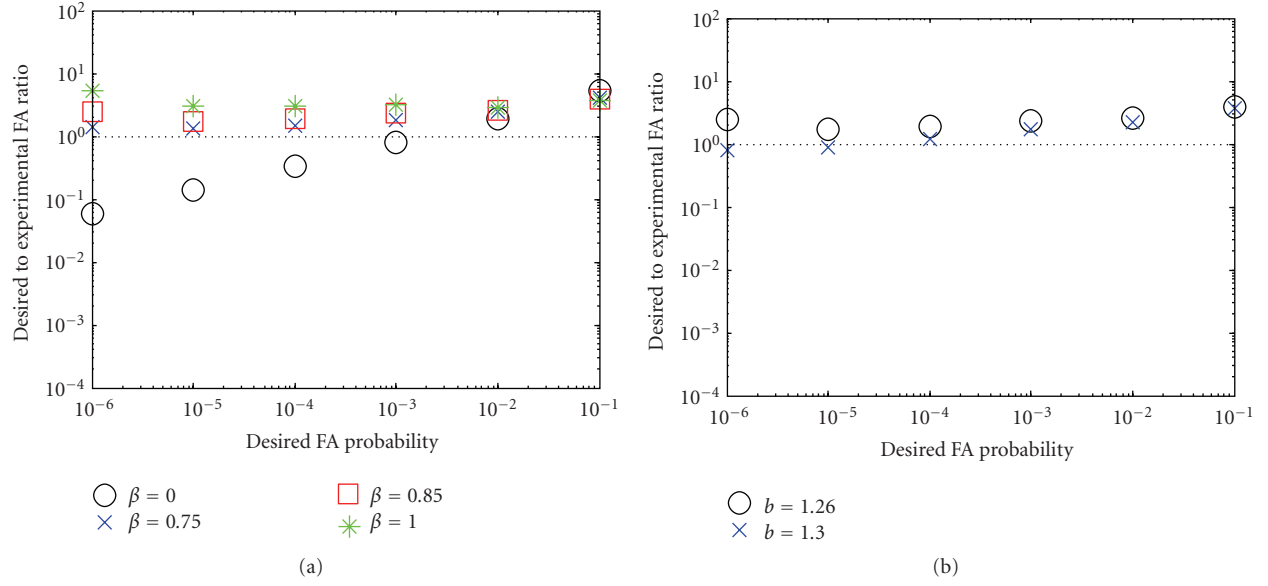 Desired to experimental FA ratio
10^2
10^1
10^0
10^-1
10^-2
10^-3
10^-4
10^-6
10^-5
10^-4
10^-3
10^-2
10^-1
Desired FA probability
β = 0
β = 0.75
β = 0.85
β = 1
(a)
Desired to experimental FA ratio
10^2
10^1
10^0
10^-1
10^-2
10^-3
10^-4
10^-6
10^-5
10^-4
10^-3
10^-2
10^-1
Desired FA probability
b = 1.26
b = 1.3
(b)